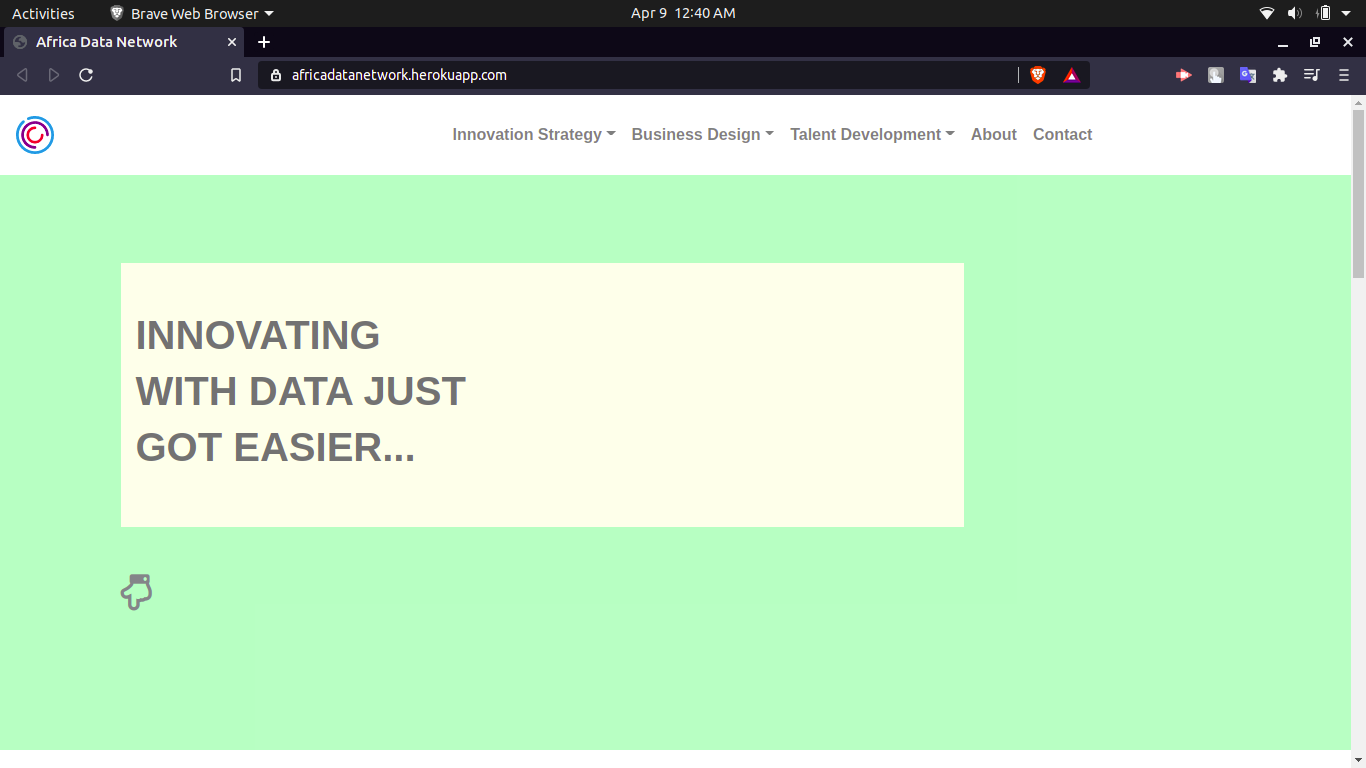 Activities Brave Web Browser Apr 9 12:40 AM
Africa Data Network
africadatanetwork.herokuapp.com
Innovation Strategy Business Design Talent Development About Contact
INNOVATING
WITH DATA JUST
GOT EASIER...